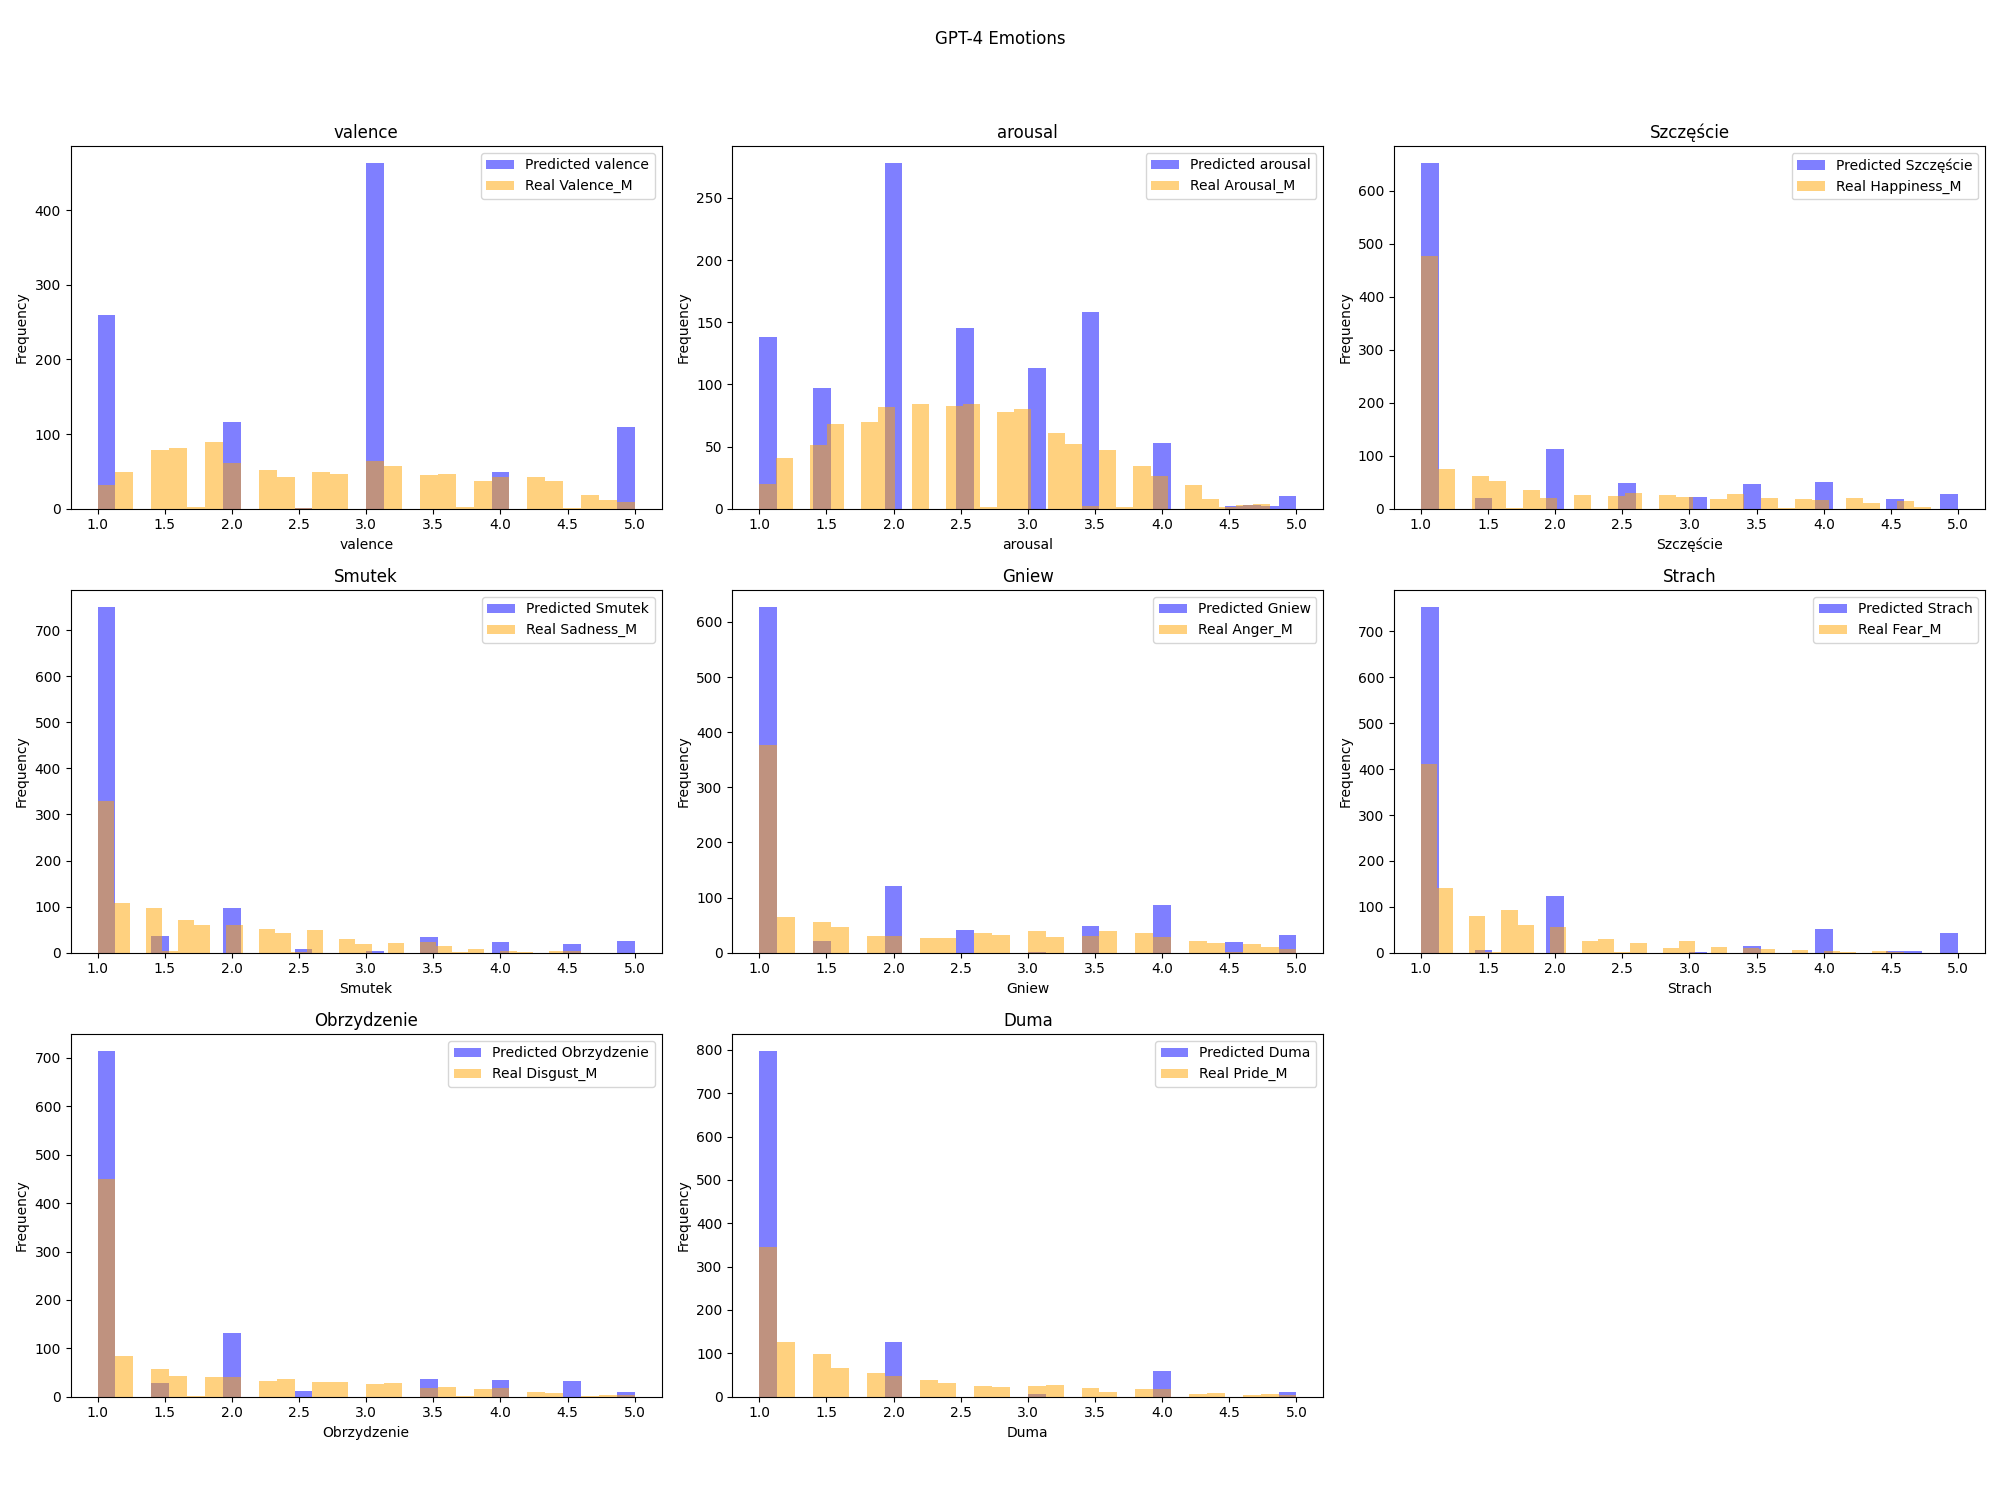 GPT-4 Emotions
valence
Frequency
400
300
200
100
0
1.0 1.5 2.0 2.5 3.0 3.5 4.0 4.5 5.0
valence
Predicted valence
Real Valence_M
arousal
Frequency
250
200
150
100
50
0
1.0 1.5 2.0 2.5 3.0 3.5 4.0 4.5 5.0
arousal
Predicted arousal
Real Arousal_M
Szczęście
Frequency
600
500
400
300
200
100
0
1.0 1.5 2.0 2.5 3.0 3.5 4.0 4.5 5.0
Szczęście
Predicted Szczęście
Real Happiness_M
Smutek
Frequency
700
600
500
400
300
200
100
0
1.0 1.5 2.0 2.5 3.0 3.5 4.0 4.5 5.0
Smutek
Predicted Smutek
Real Sadness_M
Gniew
Frequency
600
500
400
300
200
100
0
1.0 1.5 2.0 2.5 3.0 3.5 4.0 4.5 5.0
Gniew
Predicted Gniew
Real Anger_M
Strach
Frequency
700
600
500
400
300
200
100
0
1.0 1.5 2.0 2.5 3.0 3.5 4.0 4.5 5.0
Strach
Predicted Strach
Real Fear_M
Obrzydzenie
Frequency
700
600
500
400
300
200
100
0
1.0 1.5 2.0 2.5 3.0 3.5 4.0 4.5 5.0
Obrzydzenie
Predicted Obrzydzenie
Real Disgust_M
Duma
Frequency
800
700
600
500
400
300
200
100
0
1.0 1.5 2.0 2.5 3.0 3.5 4.0 4.5 5.0
Duma
Predicted Duma
Real Pride_M